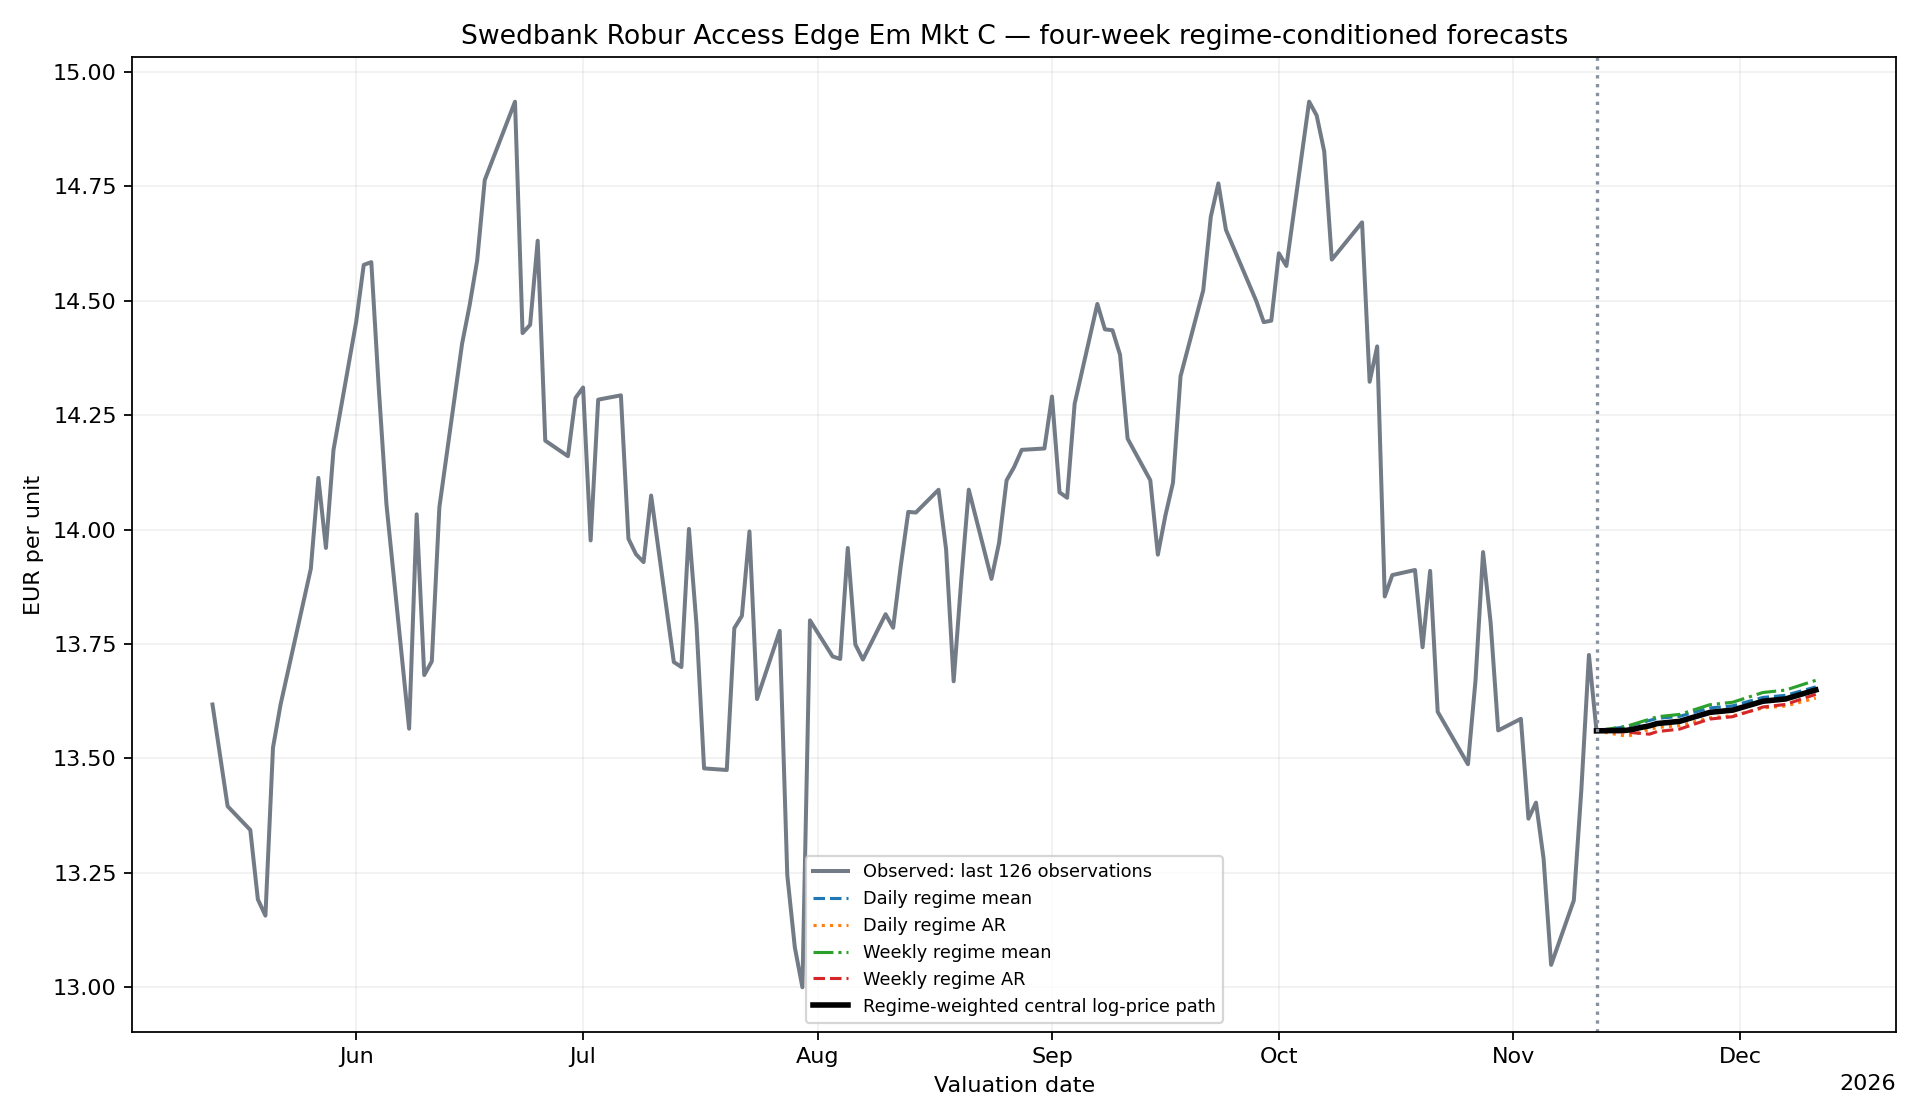 Swedbank Robur Access Edge Em Mkt C — four-week regime-conditioned forecasts
15.00
14.75
14.50
14.25
14.00
13.75
13.50
13.25
13.00
EUR per unit
Observed: last 126 observations
Daily regime mean
Daily regime AR
Weekly regime mean
Weekly regime AR
Regime-weighted central log-price path
Jun Jul Aug Sep Oct Nov Dec
Valuation date
2026